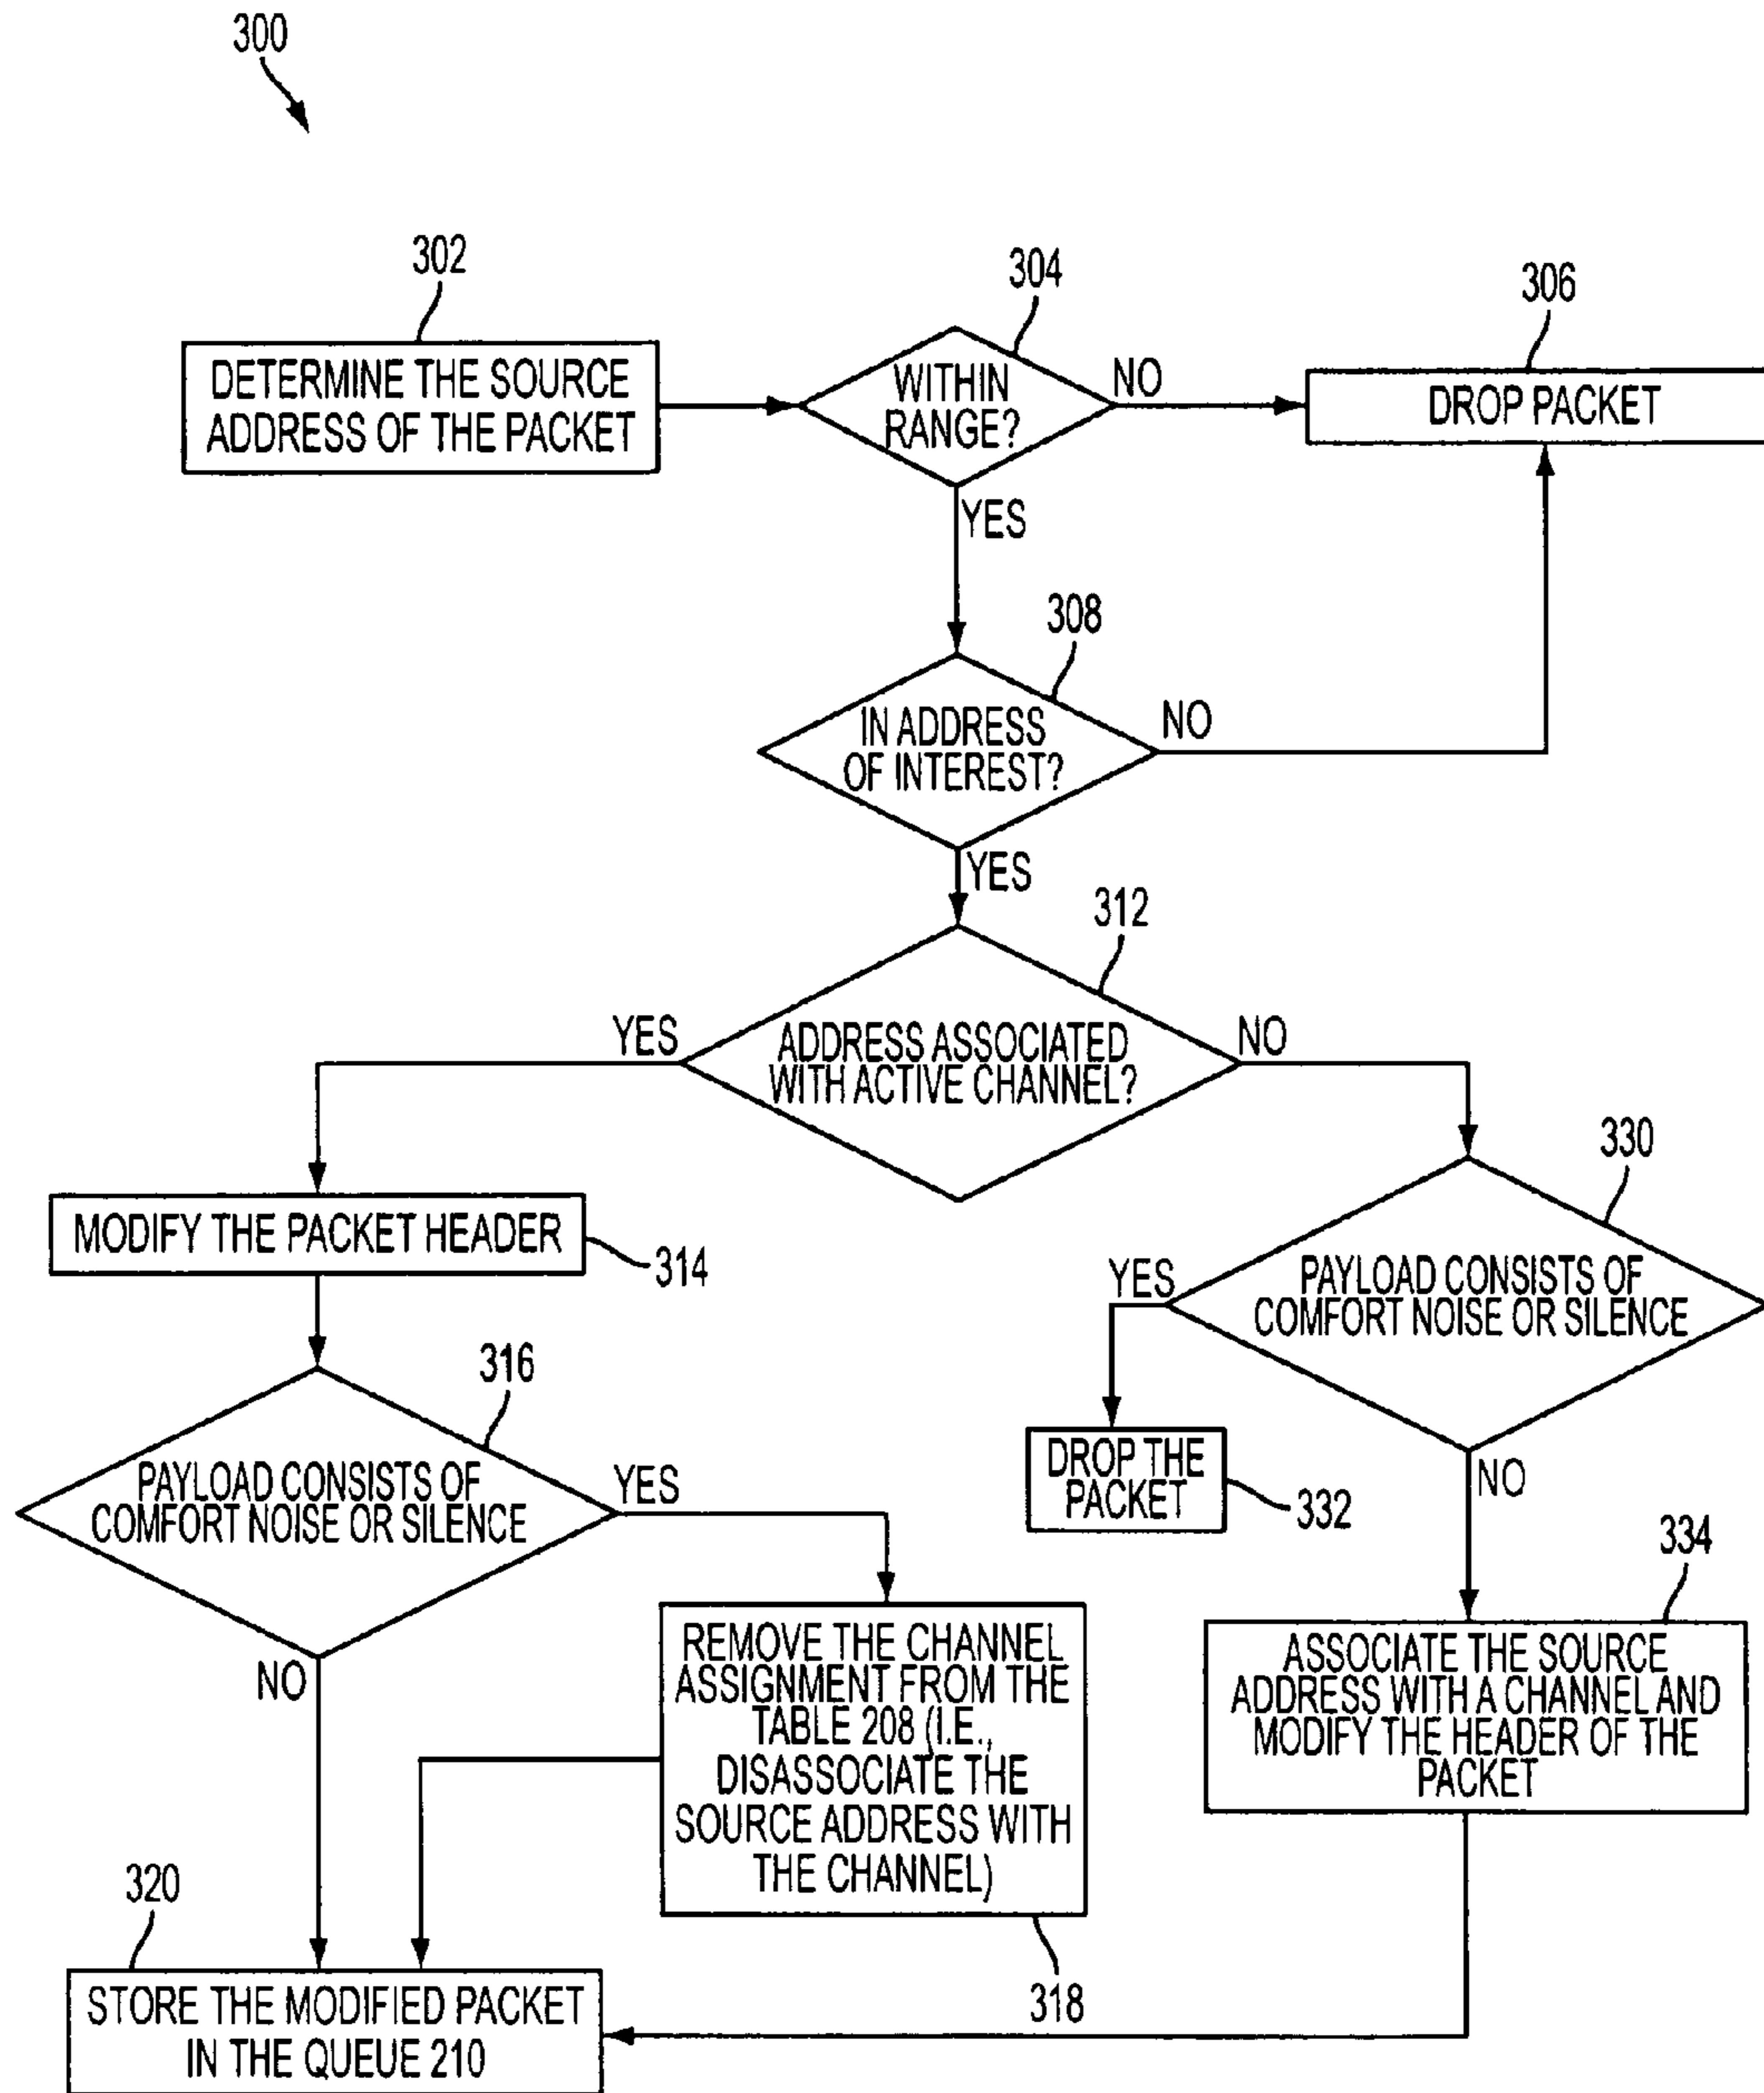 300
302
DETERMINE THE SOURCE
ADDRESS OF THE PACKET
304
WITHIN
RANGE?
NO
306
DROP PACKET
YES
308
IN ADDRESS
OF INTEREST?
NO
YES
312
ADDRESS ASSOCIATED
WITH ACTIVE CHANNEL?
YES
NO
MODIFY THE PACKET HEADER
314
330
PAYLOAD CONSISTS OF
COMFORT NOISE OR SILENCE
YES
NO
DROP THE
PACKET
332
316
PAYLOAD CONSISTS OF
COMFORT NOISE OR SILENCE
YES
NO
REMOVE THE CHANNEL
ASSIGNMENT FROM THE
TABLE 208 (I.E.,
DISASSOCIATE THE
SOURCE ADDRESS WITH
THE CHANNEL)
318
334
ASSOCIATE THE SOURCE
ADDRESS WITH A CHANNEL AND
MODIFY THE HEADER OF THE
PACKET
320
STORE THE MODIFIED PACKET
IN THE QUEUE 210